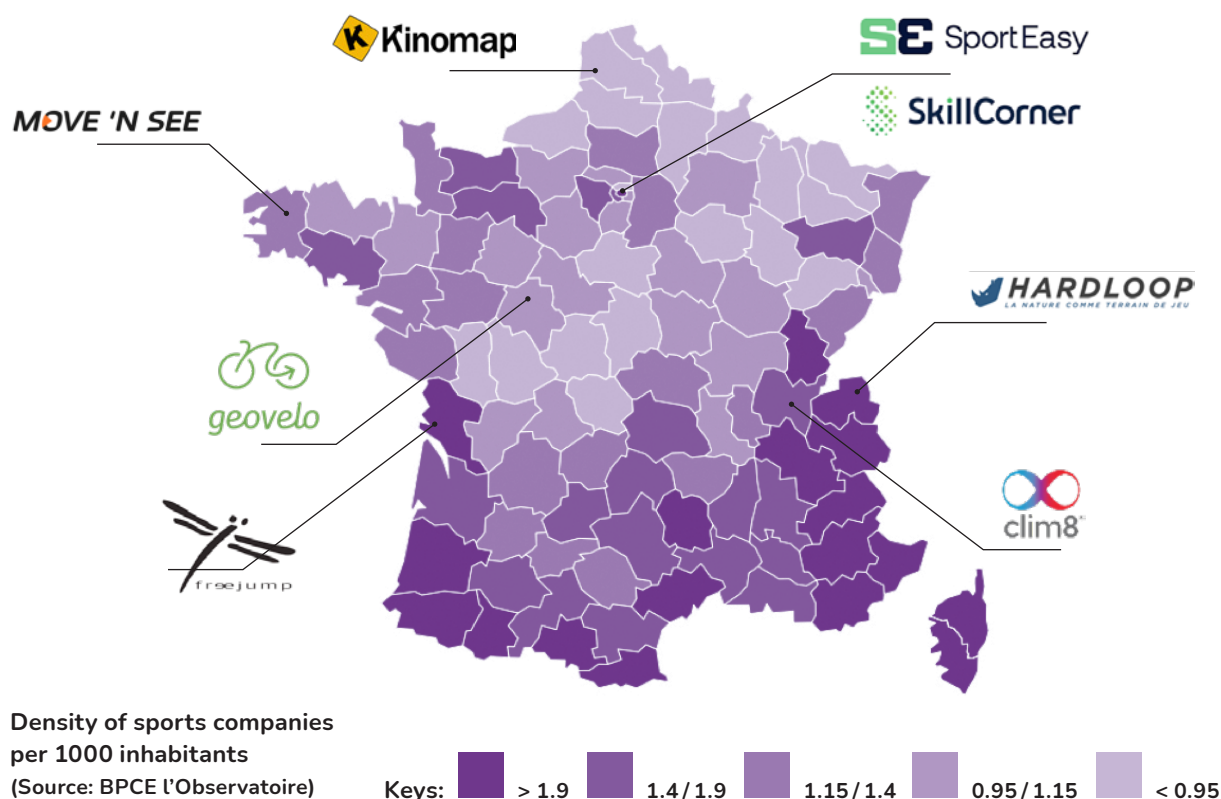 Kinomap
SE SportEasy
SkillCorner
MOVE 'N SEE
HARDLOOP
LA NATURE COMME TERRAIN DE JEU
geovelo
clim8
freejump
Density of sports companies
per 1000 inhabitants
(Source: BPCE l'Observatoire)
Keys: > 1.9 1.4 / 1.9 1.15 / 1.4 0.95 / 1.15 < 0.95